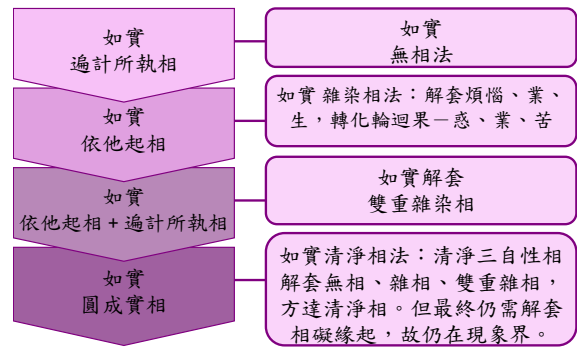 如實
遍計所執相
如實
無相法
如實
依他起相
如實 雜染相法：解套煩惱、業、
生，轉化輪迴果－惑、業、苦
如實
依他起相+遍計所執相
如實解套
雙重雜染相
如實
圓成實相
如實清淨相法：清淨三自性相
解套無相、雜相、雙重雜相，
方達清淨相。但最終仍需解套
相礙緣起，故仍在現象界。